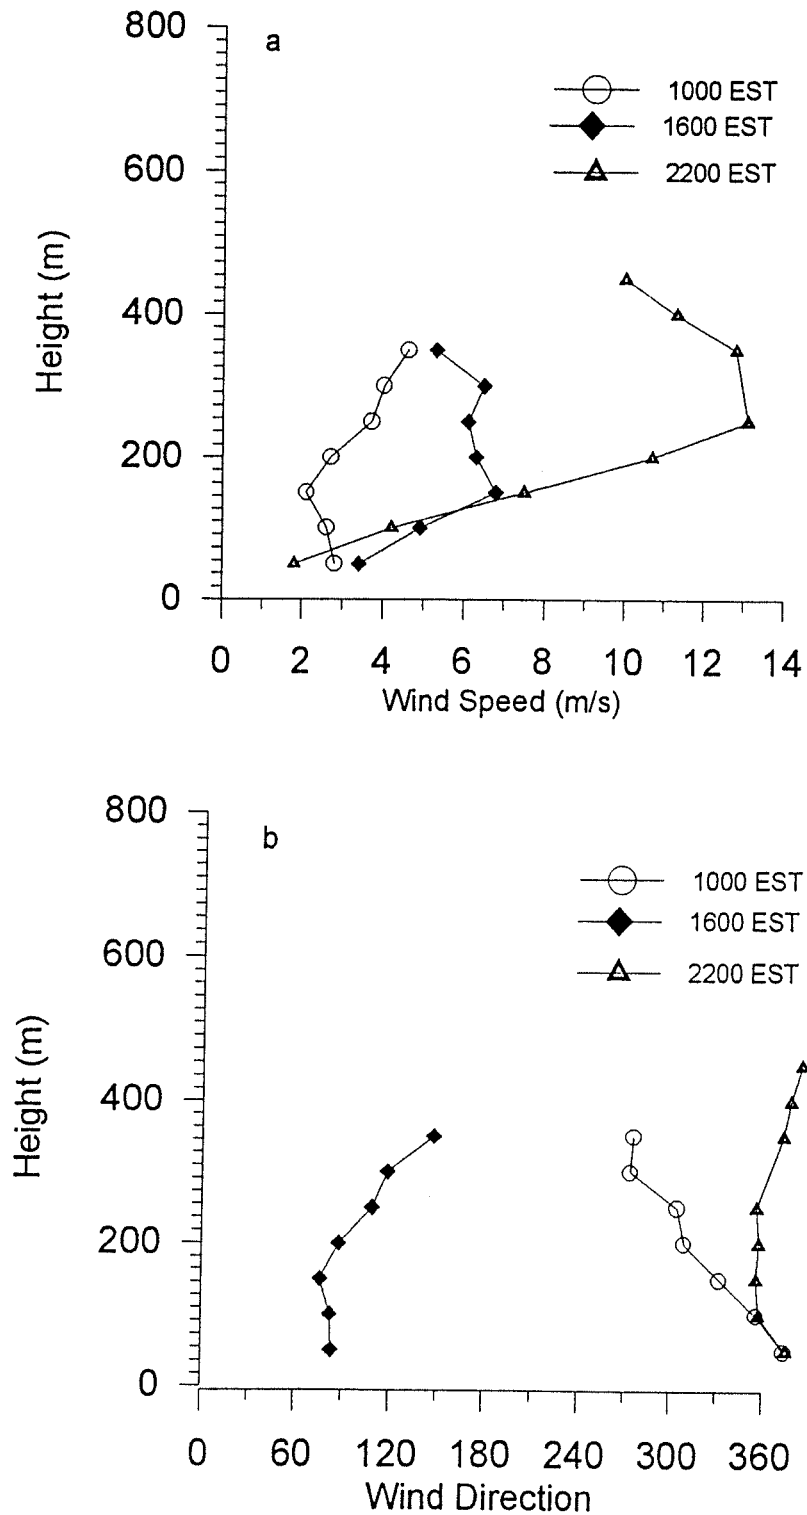 800
a
1000 EST
1600 EST
600
2200 EST
Height (m)
400
200
0
0 2 4 6 8 10 12 14
Wind Speed (m/s)
800
b
1000 EST
1600 EST
600
2200 EST
Height (m)
400
200
0
0 60 120 180 240 300 360
Wind Direction